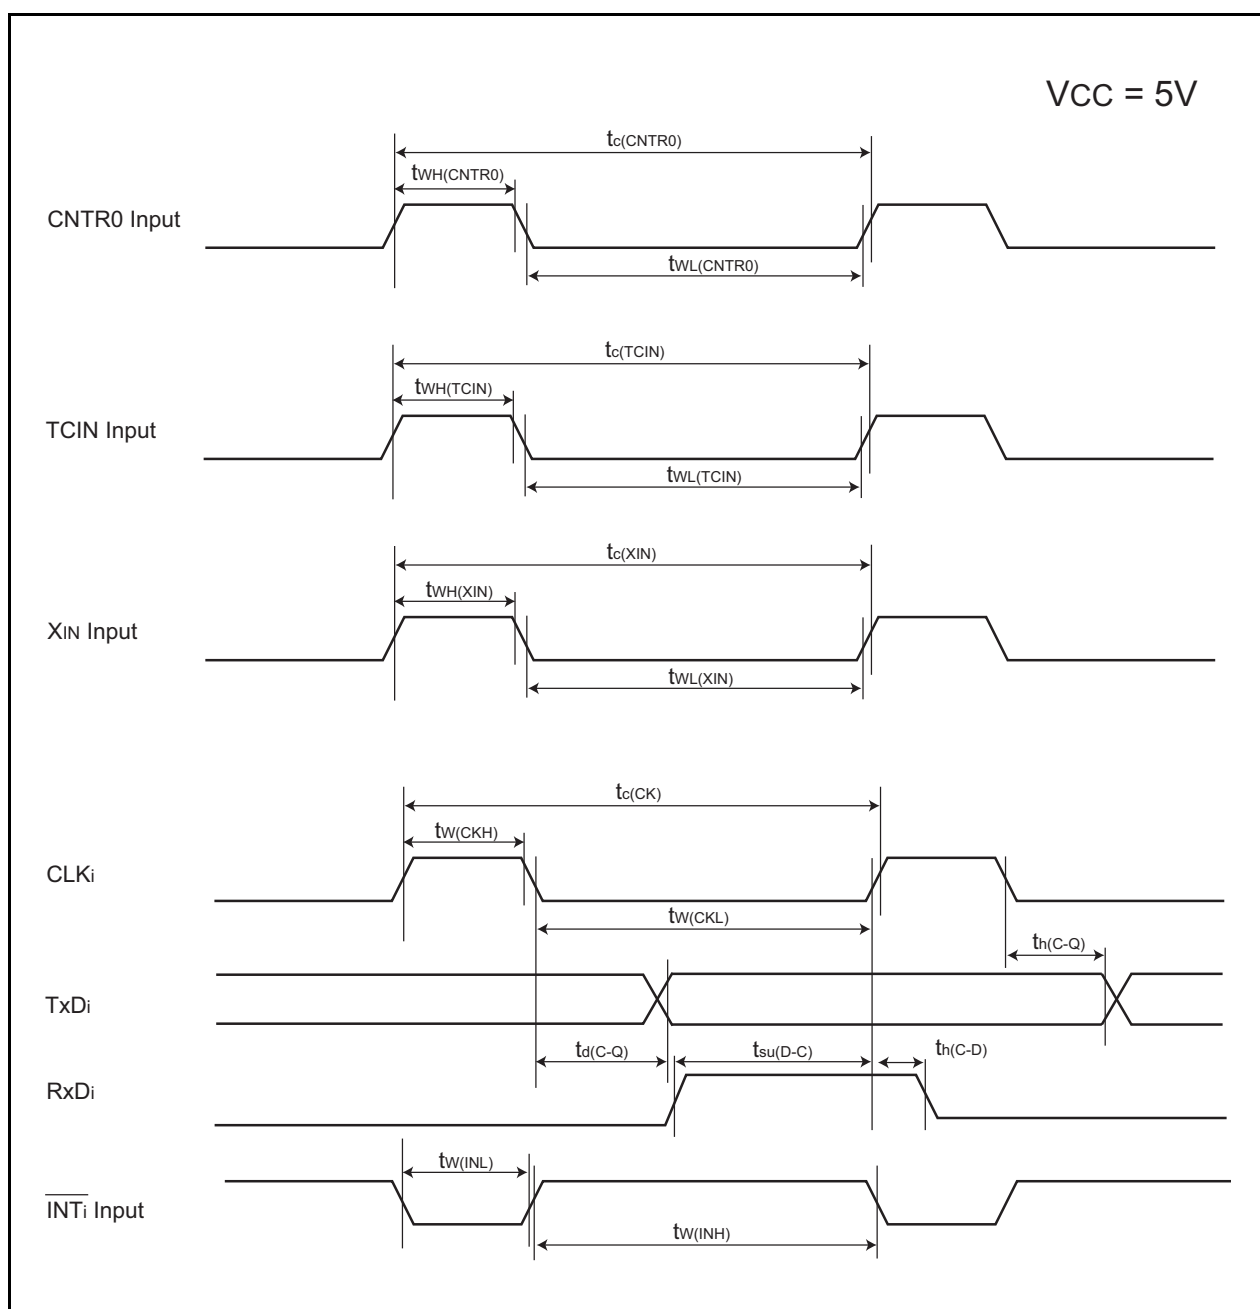 VCC = 5V
tc(CNTR0)
tWH(CNTR0)
CNTR0 Input
tWL(CNTR0)
tc(TCIN)
tWH(TCIN)
TCIN Input
tWL(TCIN)
tc(XIN)
tWH(XIN)
XIN Input
tWL(XIN)
tc(CK)
tW(CKH)
CLKi
tW(CKL)
th(C-Q)
TxDi
td(C-Q)
tsu(D-C)
th(C-D)
RxDi
tW(INL)
INTi Input
tW(INH)